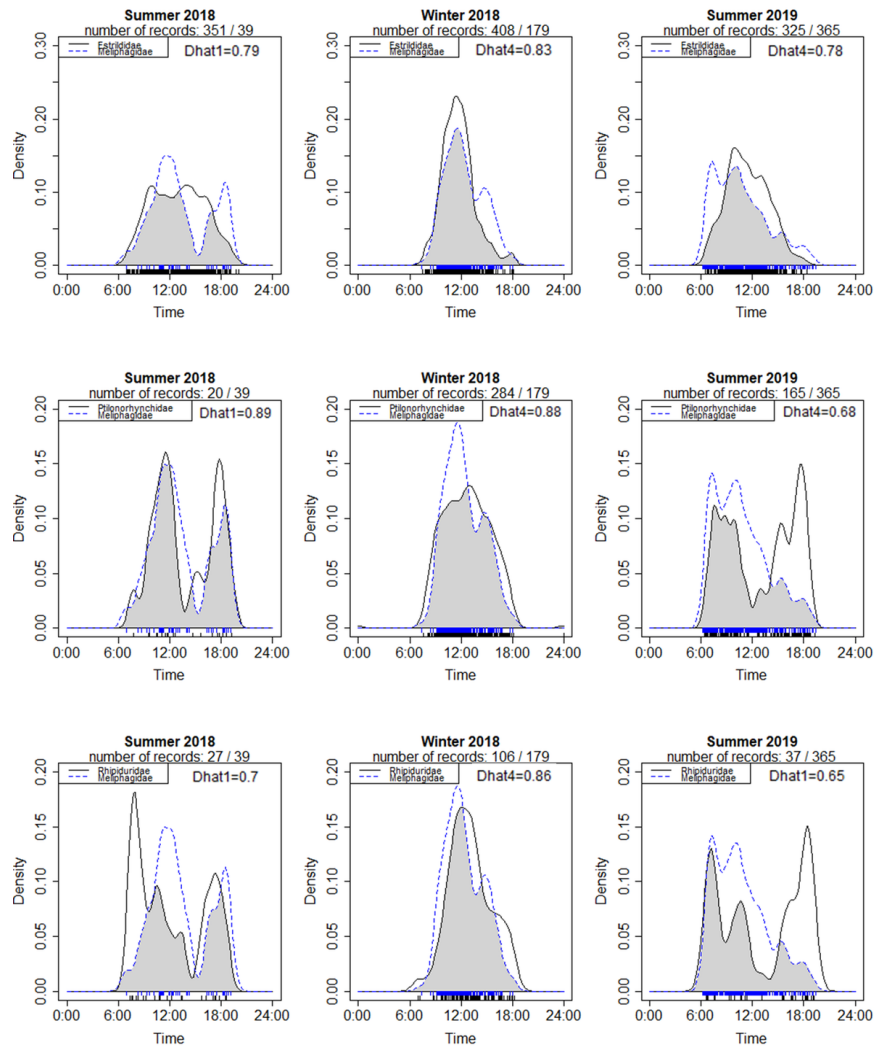 Summer 2018
number of records: 351 / 39
Estrildidae
Meliphagidae
Dhat1=0.79
Density
0.00
0.10
0.20
0.30
0:00
6:00
12:00
18:00
24:00
Time
Winter 2018
number of records: 408 / 179
Estrildidae
Meliphagidae
Dhat4=0.83
Density
0.00
0.10
0.20
0.30
0:00
6:00
12:00
18:00
24:00
Time
Summer 2019
number of records: 325 / 365
Estrildidae
Meliphagidae
Dhat4=0.78
Density
0.00
0.10
0.20
0.30
0:00
6:00
12:00
18:00
24:00
Time
Summer 2018
number of records: 20 / 39
Ptilonorhynchidae
Meliphagidae
Dhat1=0.89
Density
0.00
0.05
0.10
0.15
0.20
0:00
6:00
12:00
18:00
24:00
Time
Winter 2018
number of records: 284 / 179
Ptilonorhynchidae
Meliphagidae
Dhat4=0.88
Density
0.00
0.05
0.10
0.15
0.20
0:00
6:00
12:00
18:00
24:00
Time
Summer 2019
number of records: 165 / 365
Ptilonorhynchidae
Meliphagidae
Dhat4=0.68
Density
0.00
0.05
0.10
0.15
0.20
0:00
6:00
12:00
18:00
24:00
Time
Summer 2018
number of records: 27 / 39
Rhipiduridae
Meliphagidae
Dhat1=0.7
Density
0.00
0.05
0.10
0.15
0.20
0:00
6:00
12:00
18:00
24:00
Time
Winter 2018
number of records: 106 / 179
Rhipiduridae
Meliphagidae
Dhat4=0.86
Density
0.00
0.05
0.10
0.15
0.20
0:00
6:00
12:00
18:00
24:00
Time
Summer 2019
number of records: 37 / 365
Rhipiduridae
Meliphagidae
Dhat1=0.65
Density
0.00
0.05
0.10
0.15
0.20
0:00
6:00
12:00
18:00
24:00
Time